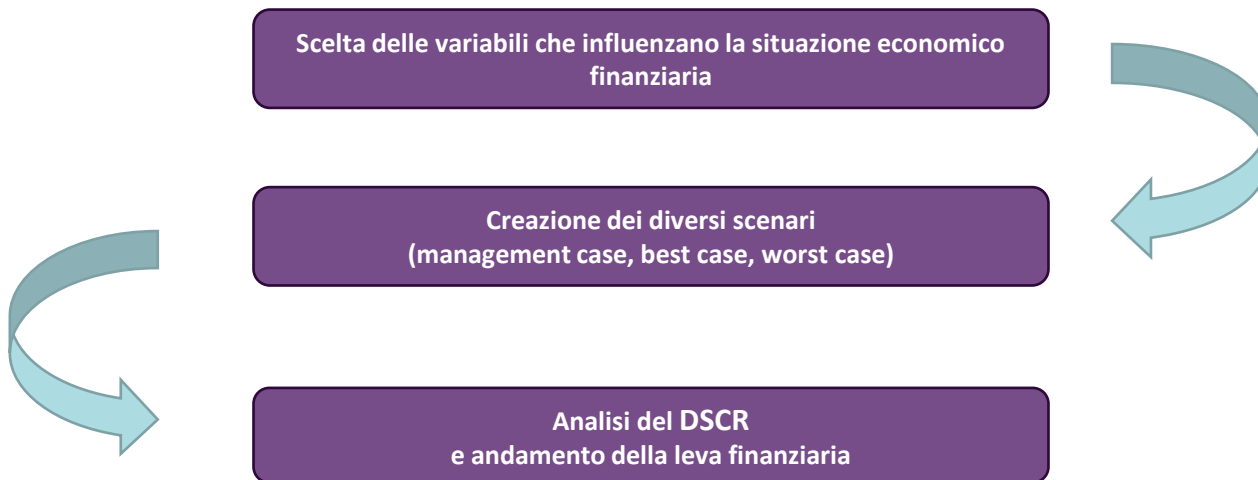 Scelta delle variabili che influenzano la situazione economico
finanziaria
Creazione dei diversi scenari
(management case, best case, worst case)
Analisi del DSCR
e andamento della leva finanziaria